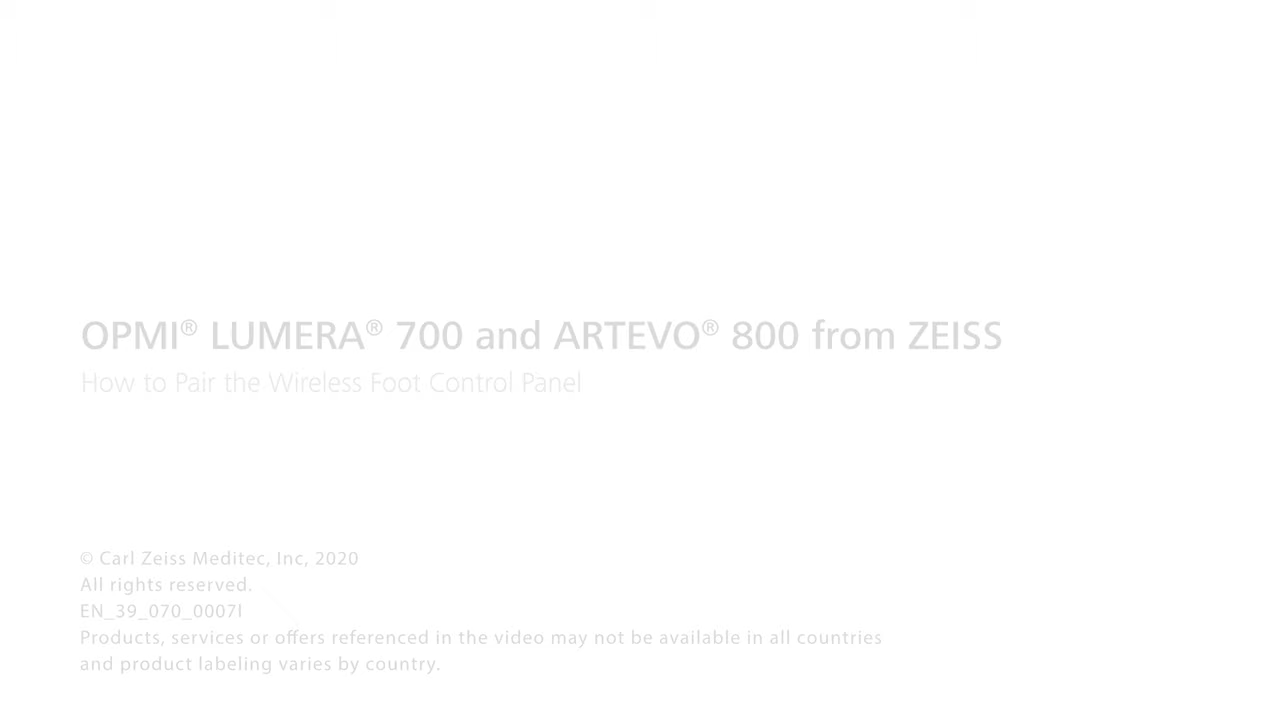 OPMI® LUMERA® 700 and ARTEVO® 800 from ZEISS
How to Pair the Wireless Foot Control Panel
© Carl Zeiss Meditec, Inc, 2020
All rights reserved.
EN_39_070_0007I
Products, services or offers referenced in the video may not be available in all countries
and product labeling varies by country.